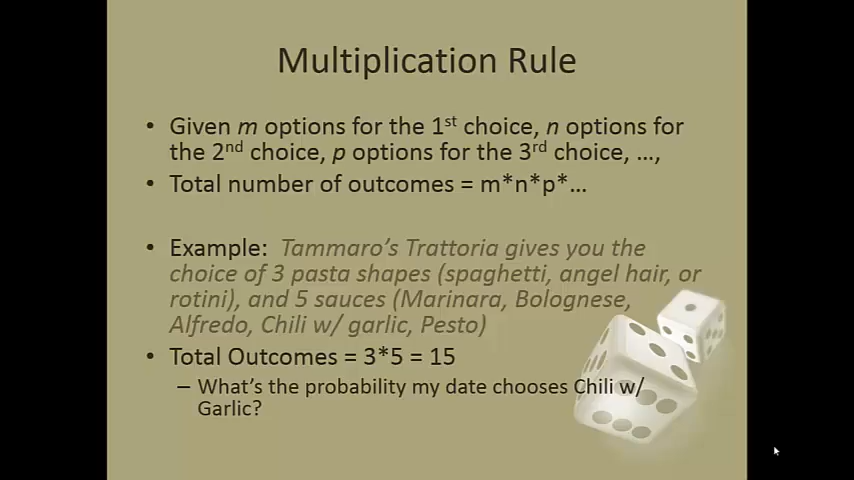 Multiplication Rule
• Given m options for the 1st choice, n options for
the 2nd choice, p options for the 3rd choice, …,
• Total number of outcomes = m*n*p*…
• Example: Tammaro's Trattoria gives you the
choice of 3 pasta shapes (spaghetti, angel hair, or
rotini), and 5 sauces (Marinara, Bolognese,
Alfredo, Chili w/ garlic, Pesto)
• Total Outcomes = 3*5 = 15
– What's the probability my date chooses Chili w/
Garlic?